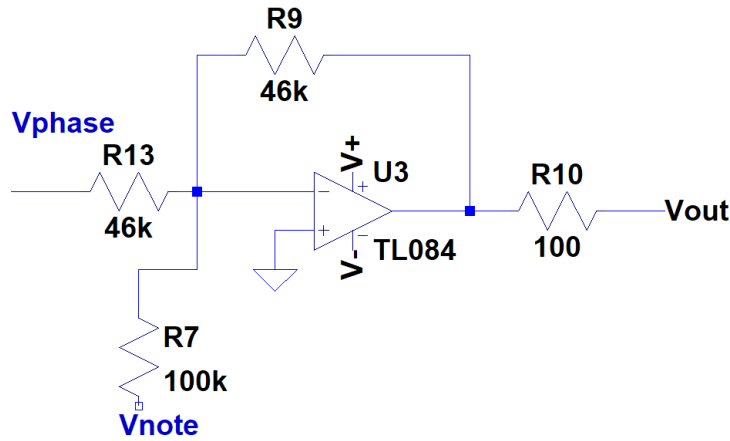 R9
46k
Vphase
R13
46k
V+
U3
R10
TL084
V-
100
Vout
R7
100k
Vnote